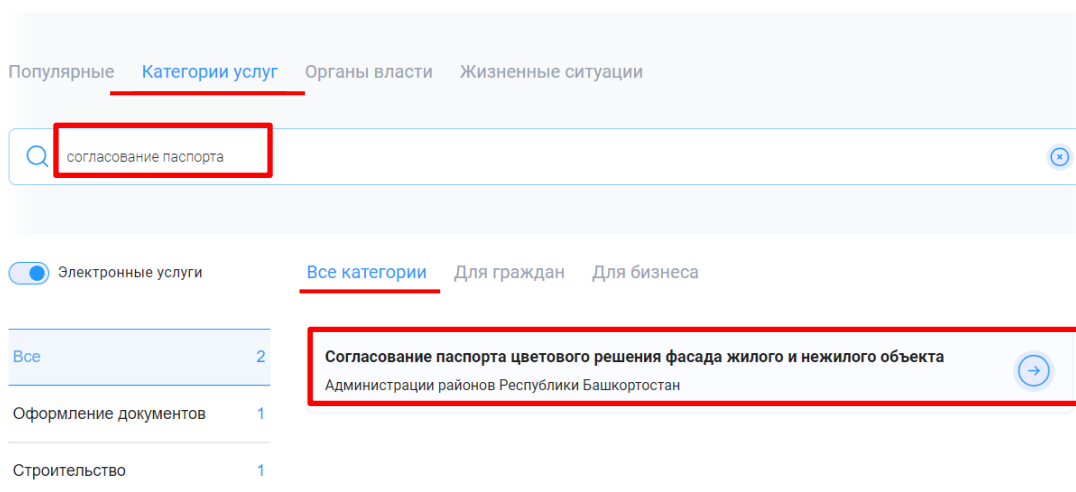 Популярные Категории услуг Органы власти Жизненные ситуации
согласование паспорта
Электронные услуги
Все категории Для граждан Для бизнеса
Все 2
Согласование паспорта цветового решения фасада жилого и нежилого объекта
Администрации районов Республики Башкортостан
Оформление документов 1
Строительство 1